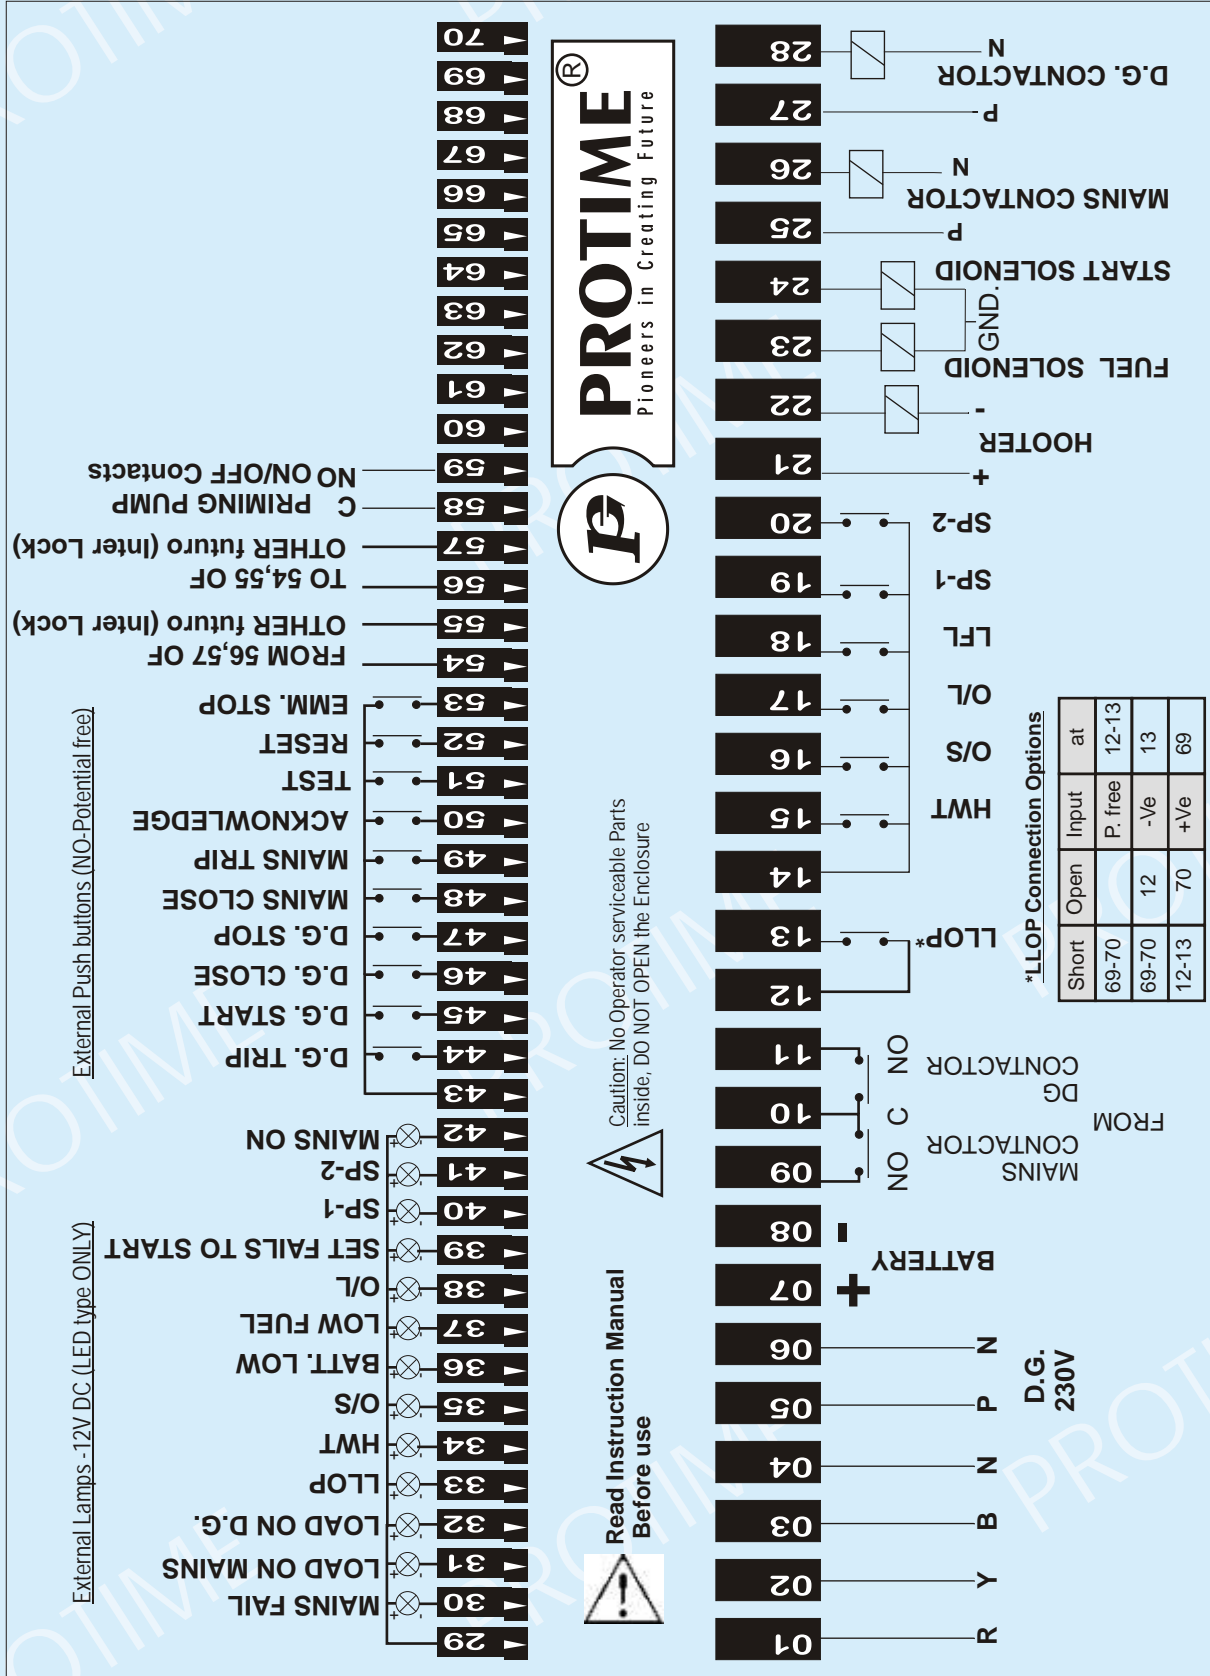 70
69
68
67
66
65
64
63
62
61
60
59 NO ON/OFF Contacts
58 C PRIMING PUMP
57 OTHER futuro (Inter Lock)
56 TO 54,55 OF
55 OTHER futuro (Inter Lock)
54 FROM 56,57 OF
External Push buttons (NO-Potential free)
53 EMM. STOP
52 RESET
51 TEST
50 ACKNOWLEDGE
49 MAINS TRIP
48 MAINS CLOSE
47 D.G. STOP
46 D.G. CLOSE
45 D.G. START
44 D.G. TRIP
43
External Lamps -12V DC (LED type ONLY)
42 MAINS ON
41 SP-2
40 SP-1
39 SET FAILS TO START
38 O/L
37 LOW FUEL
36 BATT. LOW
35 O/S
34 HWT
33 LLOP
32 LOAD ON D.G.
31 LOAD ON MAINS
30 MAINS FAIL
29
PROTIME ®
Pioneers in Creating Future
Caution: No Operator serviceable Parts
inside, DO NOT OPEN the Enclosure
Read Instruction Manual
Before use
28 N
D.G. CONTACTOR
27 P
26 N
MAINS CONTACTOR
25 P
24 START SOLENOID
GND.
23 FUEL SOLENOID
22 -
HOOTER
21 +
20 SP-2
19 SP-1
18 LFL
17 O/L
16 O/S
15 HWT
14
13 LLOP*
12
11 NO
DG
CONTACTOR
10 C
FROM
09 NO
MAINS
CONTACTOR
08 -
BATTERY
07 +
06 N
D.G.
230V
05 P
04 N
03 B
02 Y
01 R
*LLOP Connection Options
Short Open Input at
69-70 P. free 12-13
69-70 12 -Ve 13
12-13 70 +Ve 69
PROTIME
PROTIME
PROTIME
PROTIME
PROTIME
PROTIME